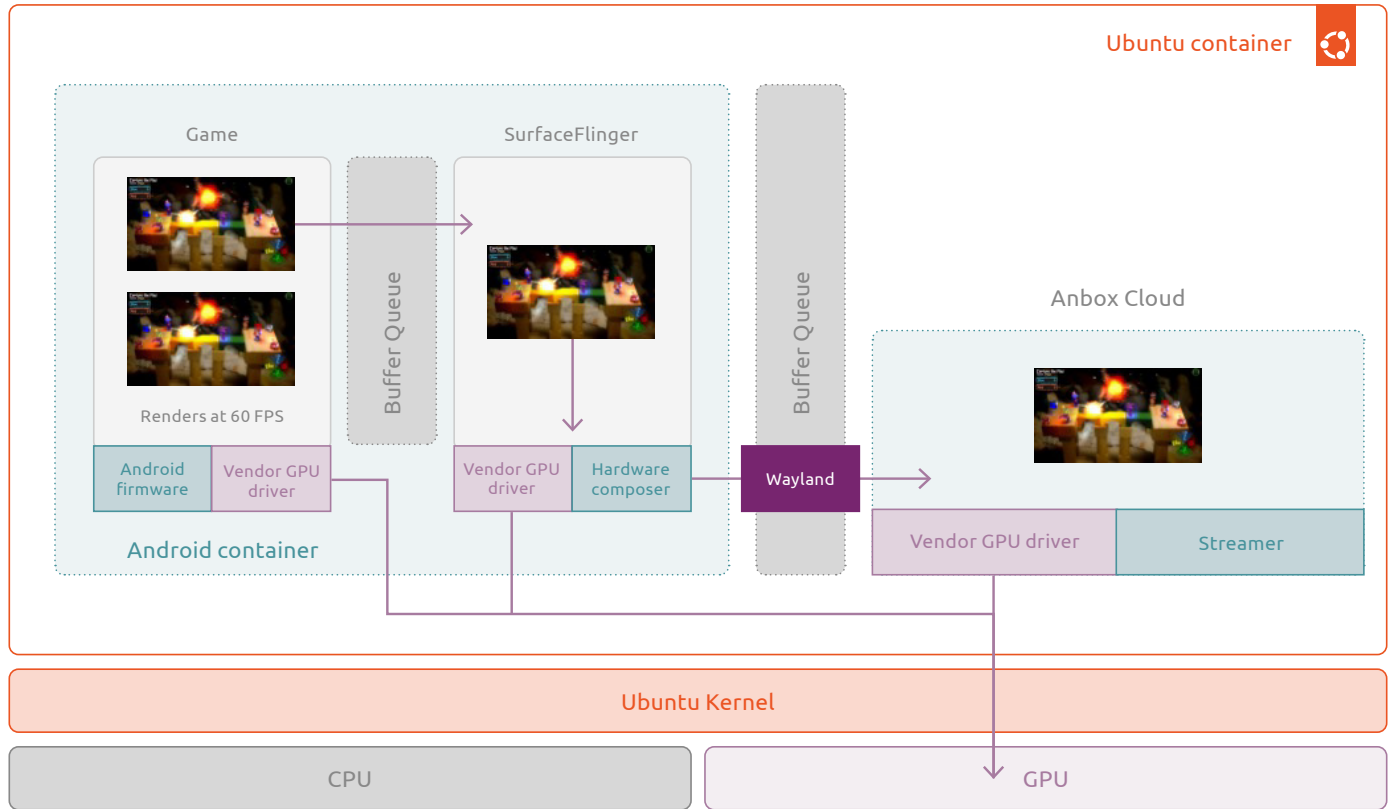 Ubuntu container
Game
SurfaceFlinger
Buffer Queue
Buffer Queue
Anbox Cloud
Renders at 60 FPS
Android
firmware
Vendor GPU
driver
Vendor GPU
driver
Hardware
composer
Wayland
Vendor GPU driver
Streamer
Android container
Ubuntu Kernel
CPU
GPU